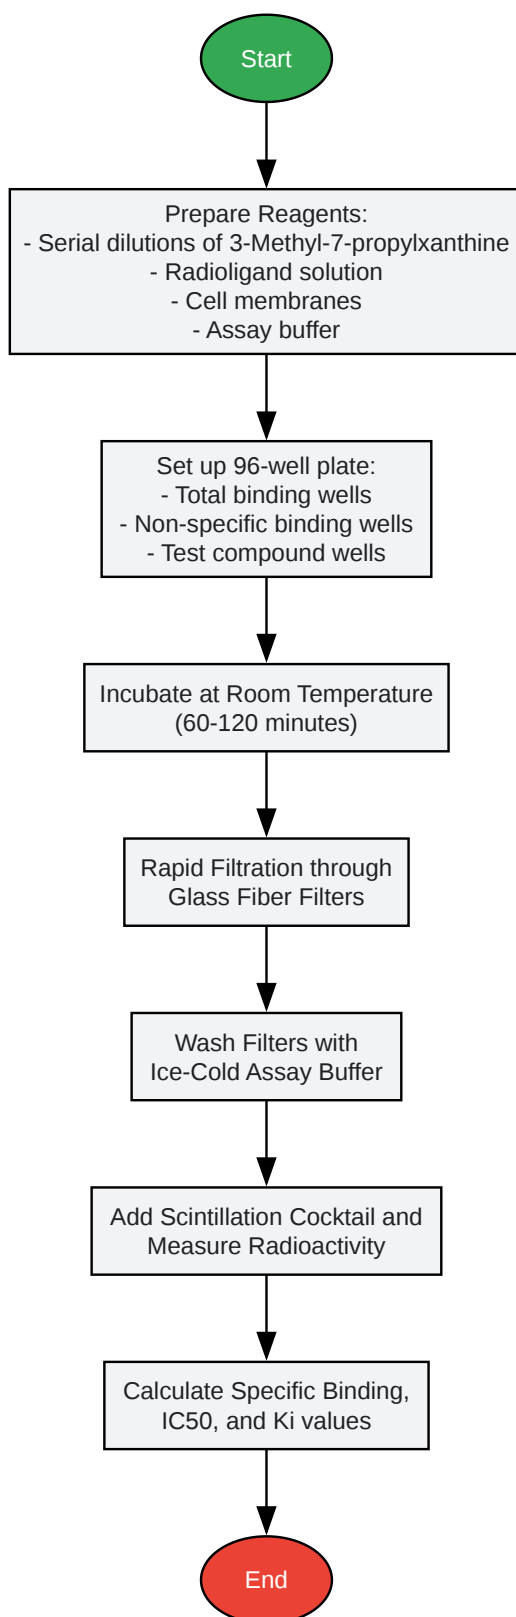 Start
Prepare Reagents:
- Serial dilutions of 3-Methyl-7-propylxanthine
- Radioligand solution
- Cell membranes
- Assay buffer
Set up 96-well plate:
- Total binding wells
- Non-specific binding wells
- Test compound wells
Incubate at Room Temperature
(60-120 minutes)
Rapid Filtration through
Glass Fiber Filters
Wash Filters with
Ice-Cold Assay Buffer
Add Scintillation Cocktail and
Measure Radioactivity
Calculate Specific Binding,
IC50, and Ki values
End